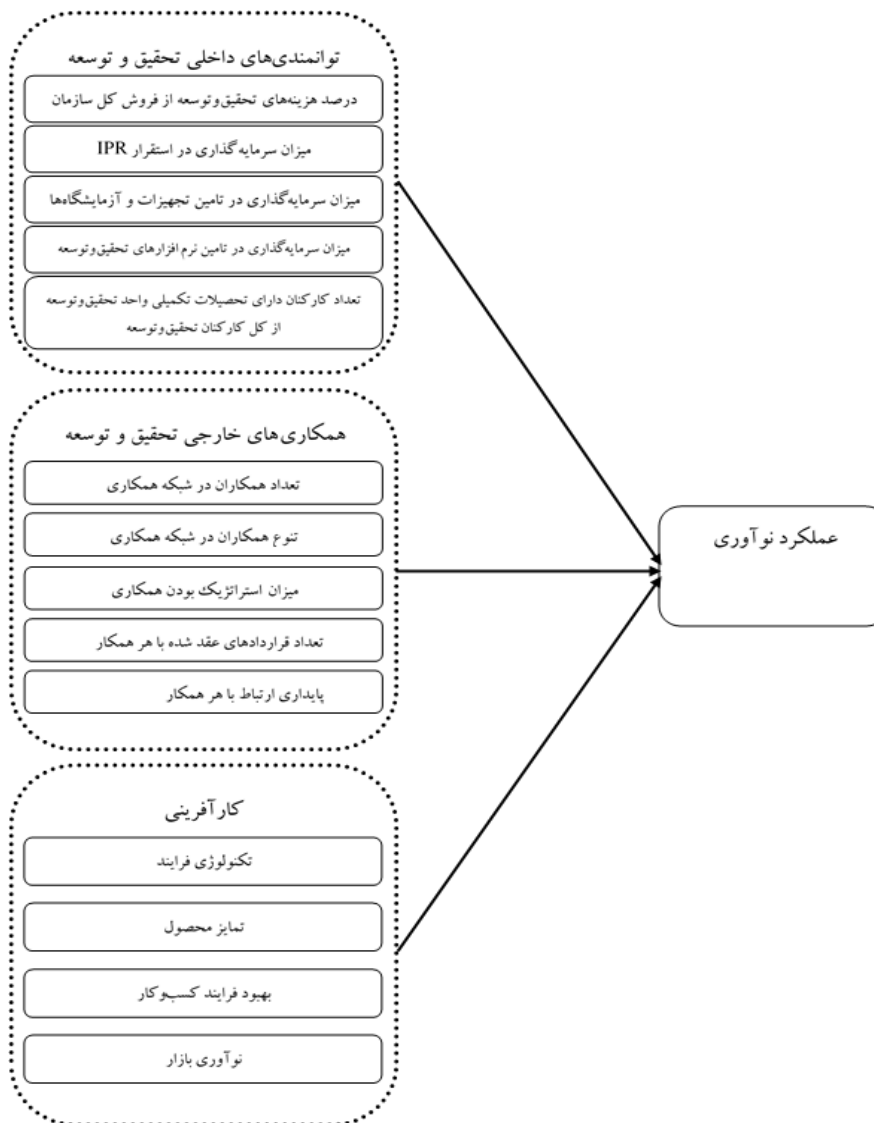 توانمندی‌های داخلی تحقیق و توسعه
درصد هزینه‌های تحقیق‌وتوسعه از فروش کل سازمان
میزان سرمایه‌گذاری در استقرار IPR
میزان سرمایه‌گذاری در تامین تجهیزات و آزمایشگاه‌ها
میزان سرمایه‌گذاری در تامین نرم افزارهای تحقیق‌وتوسعه
تعداد کارکنان دارای تحصیلات تکمیلی واحد تحقیق‌وتوسعه
از کل کارکنان تحقیق‌وتوسعه
همکاری‌های خارجی تحقیق و توسعه
تعداد همکاران در شبکه همکاری
تنوع همکاران در شبکه همکاری
میزان استراتژیک بودن همکاری
تعداد قراردادهای عقد شده با هر همکار
پایداری ارتباط با هر همکار
کارآفرینی
تکنولوژی فرایند
تمایز محصول
بهبود فرایند کسب‌وکار
نوآوری بازار
عملکرد نوآوری